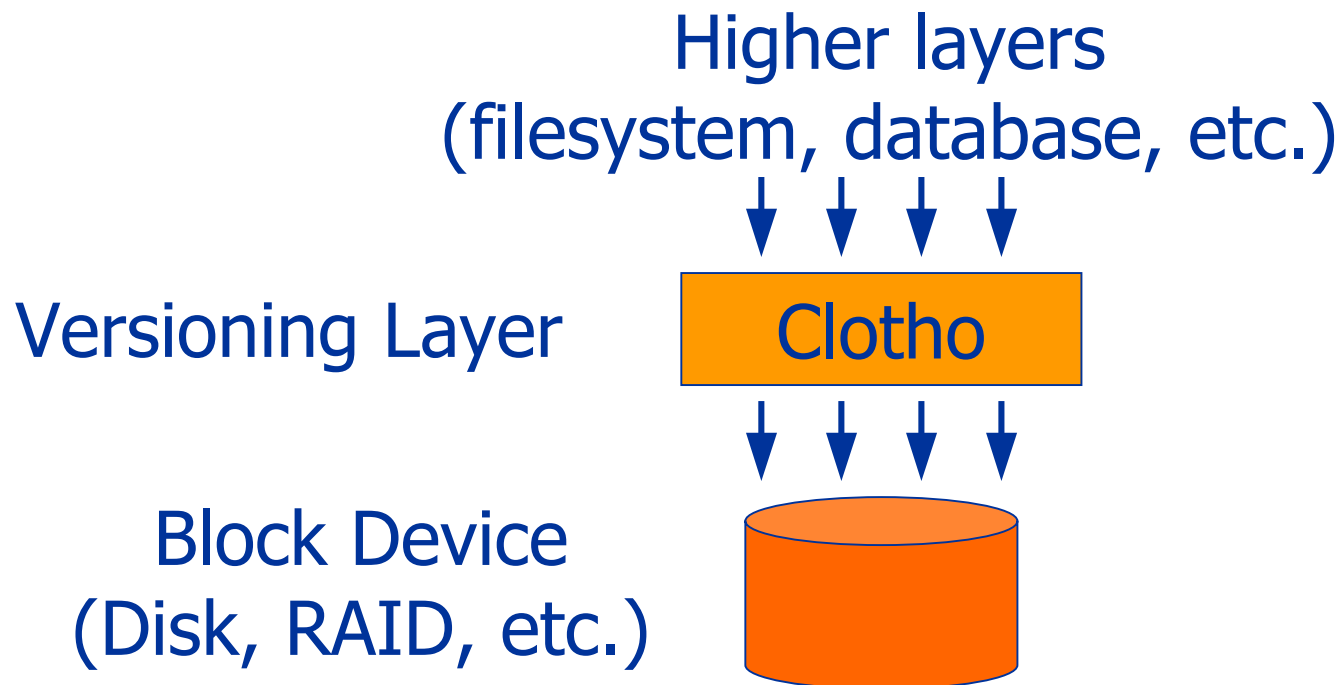 Higher layers
(filesystem, database, etc.)
Versioning Layer
Clotho
Block Device
(Disk, RAID, etc.)